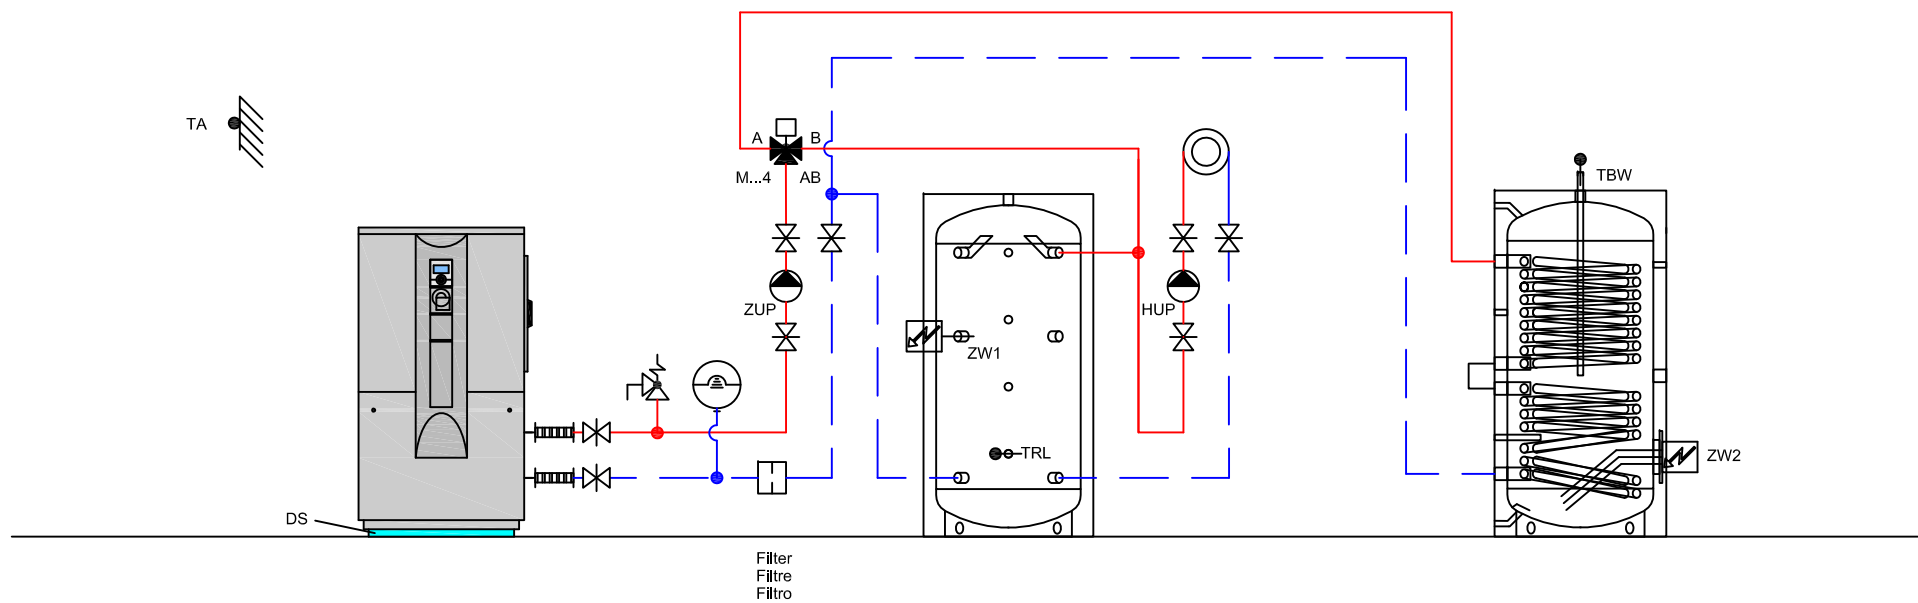 TA
A
B
M...4
AB
TBW
ZUP
HUP
ZW1
TRL
ZW2
DS
Filter
Filtre
Filtro